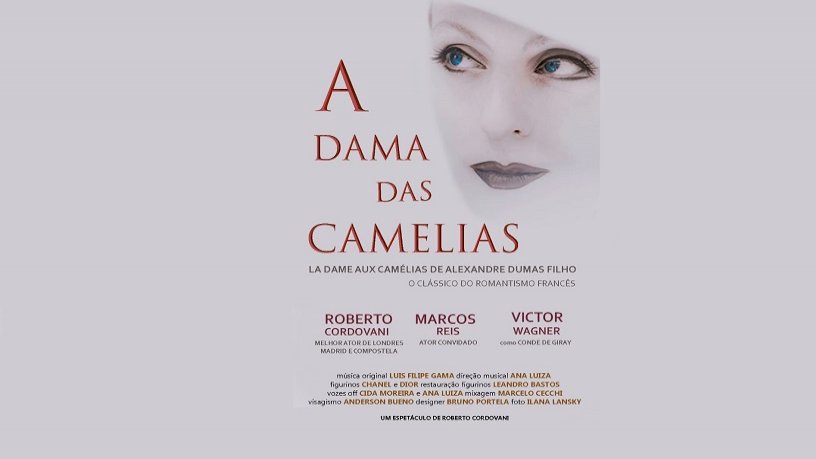 A
DAMA
DAS
CAMELIAS
LA DAME AUX CAMÉLIAS DE ALEXANDRE DUMAS FILHO
O CLÁSSICO DO ROMANTISMO FRANCÊS
ROBERTO
CORDOVANI
MELHOR ATOR DE LONDRES
MADRID E COMPOSTELA
MARCOS
REIS
ATOR CONVIDADO
VICTOR
WAGNER
como CONDE DE GIRAY
música original LUIS FILIPE GAMA direção musical ANA LUIZA
figurinos CHANEL e DIOR restauração figurinos LEANDRO BASTOS
vozes off CIDA MOREIRA e ANA LUIZA mixagem MARCELO CECCHI
visagismo ANDERSON BUENO designer BRUNO PORTELA foto ILANA LANSKY
UM ESPETÁCULO DE ROBERTO CORDOVANI